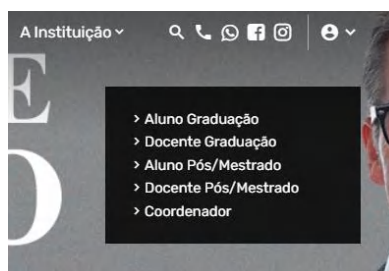 A Instituição
E
O
> Aluno Graduação
> Docente Graduação
> Aluno Pós/Mestrado
> Docente Pós/Mestrado
> Coordenador